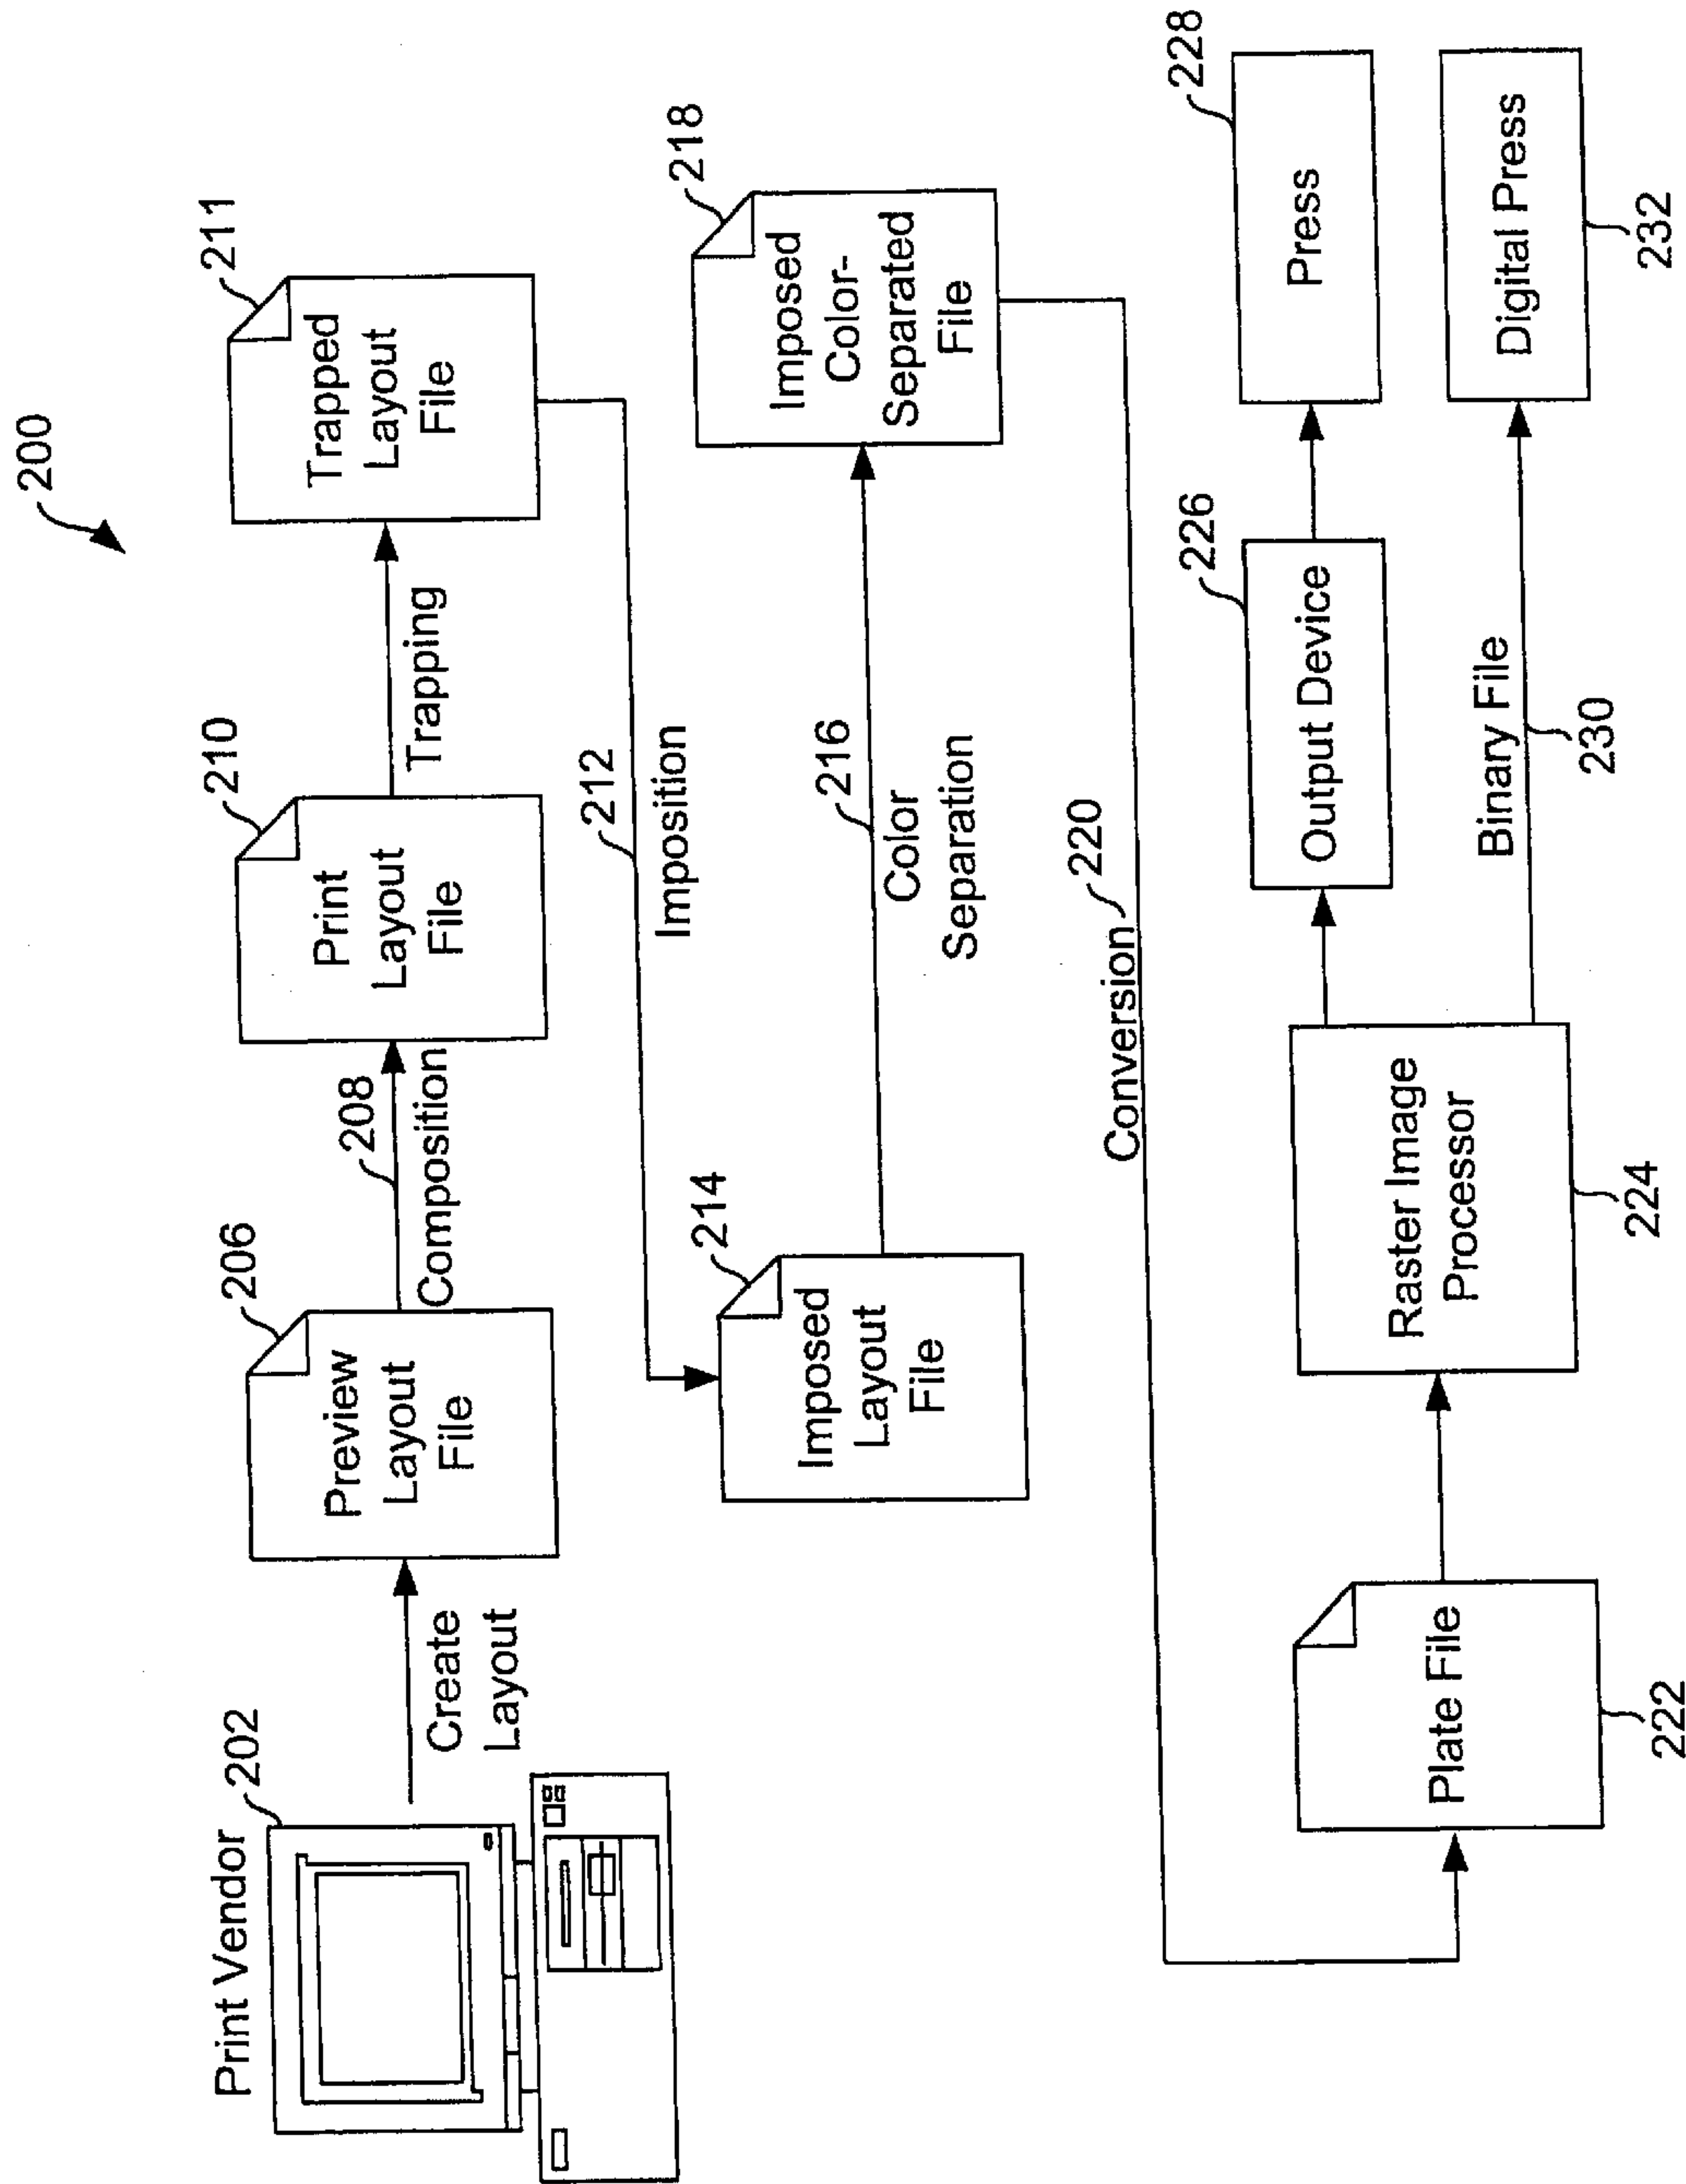 200
Print Vendor
202
Create
Layout
206
Preview
Layout
File
208
Composition
210
Print
Layout
File
Trapping
211
Trapped
Layout
File
212
Imposition
214
Imposed
Layout
File
216
Color
Separation
218
Imposed
Color-
Separated
File
220
Conversion
Plate File
222
Raster Image
Processor
224
226
Output Device
228
Press
Binary File
230
Digital Press
232